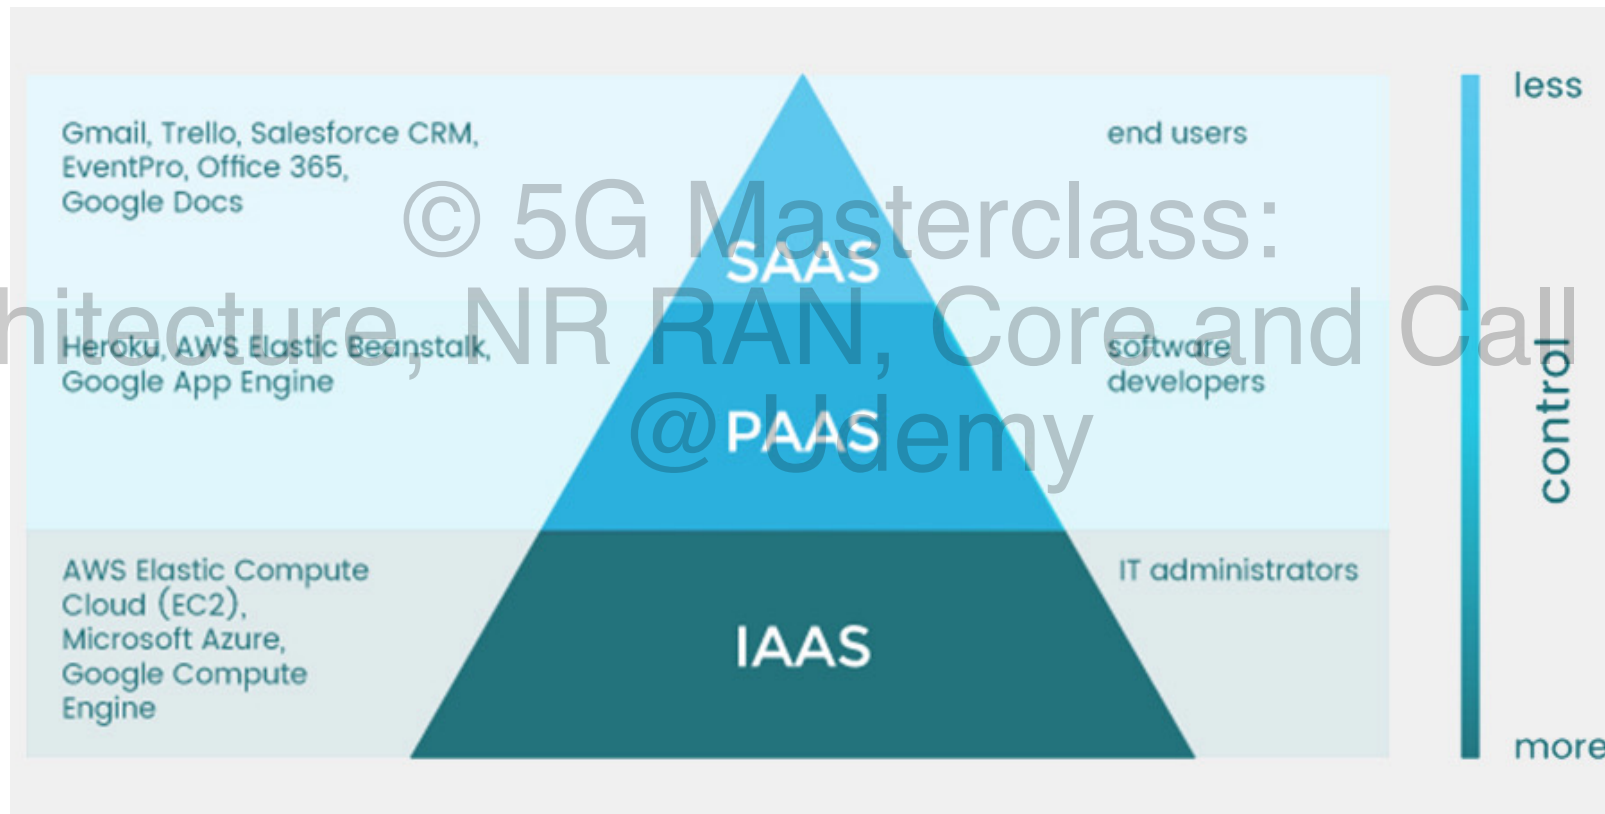 less
Gmail, Trello, Salesforce CRM,
EventPro, Office 365,
Google Docs
end users
© 5G Masterclass:
SAAS
hitecture, NR RAN, Core and Call
Heroku, AWS Elastic Beanstalk,
Google App Engine
software
developers
control
@ Udemy
PAAS
AWS Elastic Compute
Cloud (EC2),
Microsoft Azure,
Google Compute
Engine
IT administrators
IAAS
more